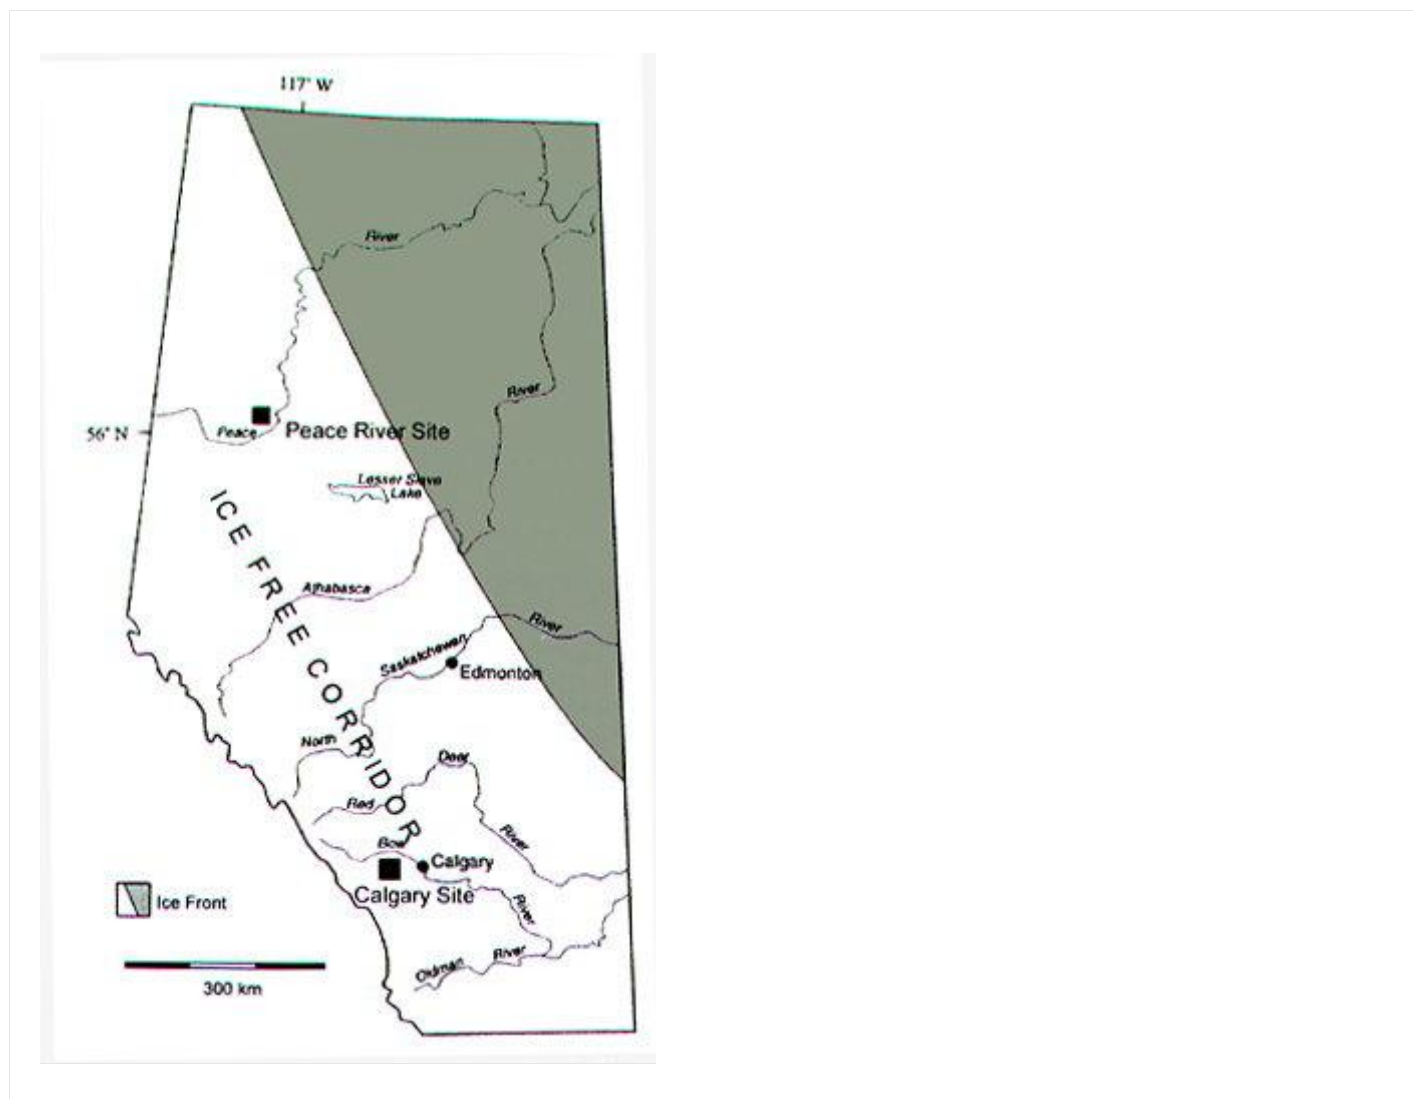 117° W
River
River
56° N
Peace
Peace River Site
Lesser Slave
Lake
ICE FREE CORRIDOR
Athabasca
River
Saskatchewan
Edmonton
North
Deer
Red
River
Bow
Calgary
Calgary Site
River
Ice Front
Oldman River
300 km